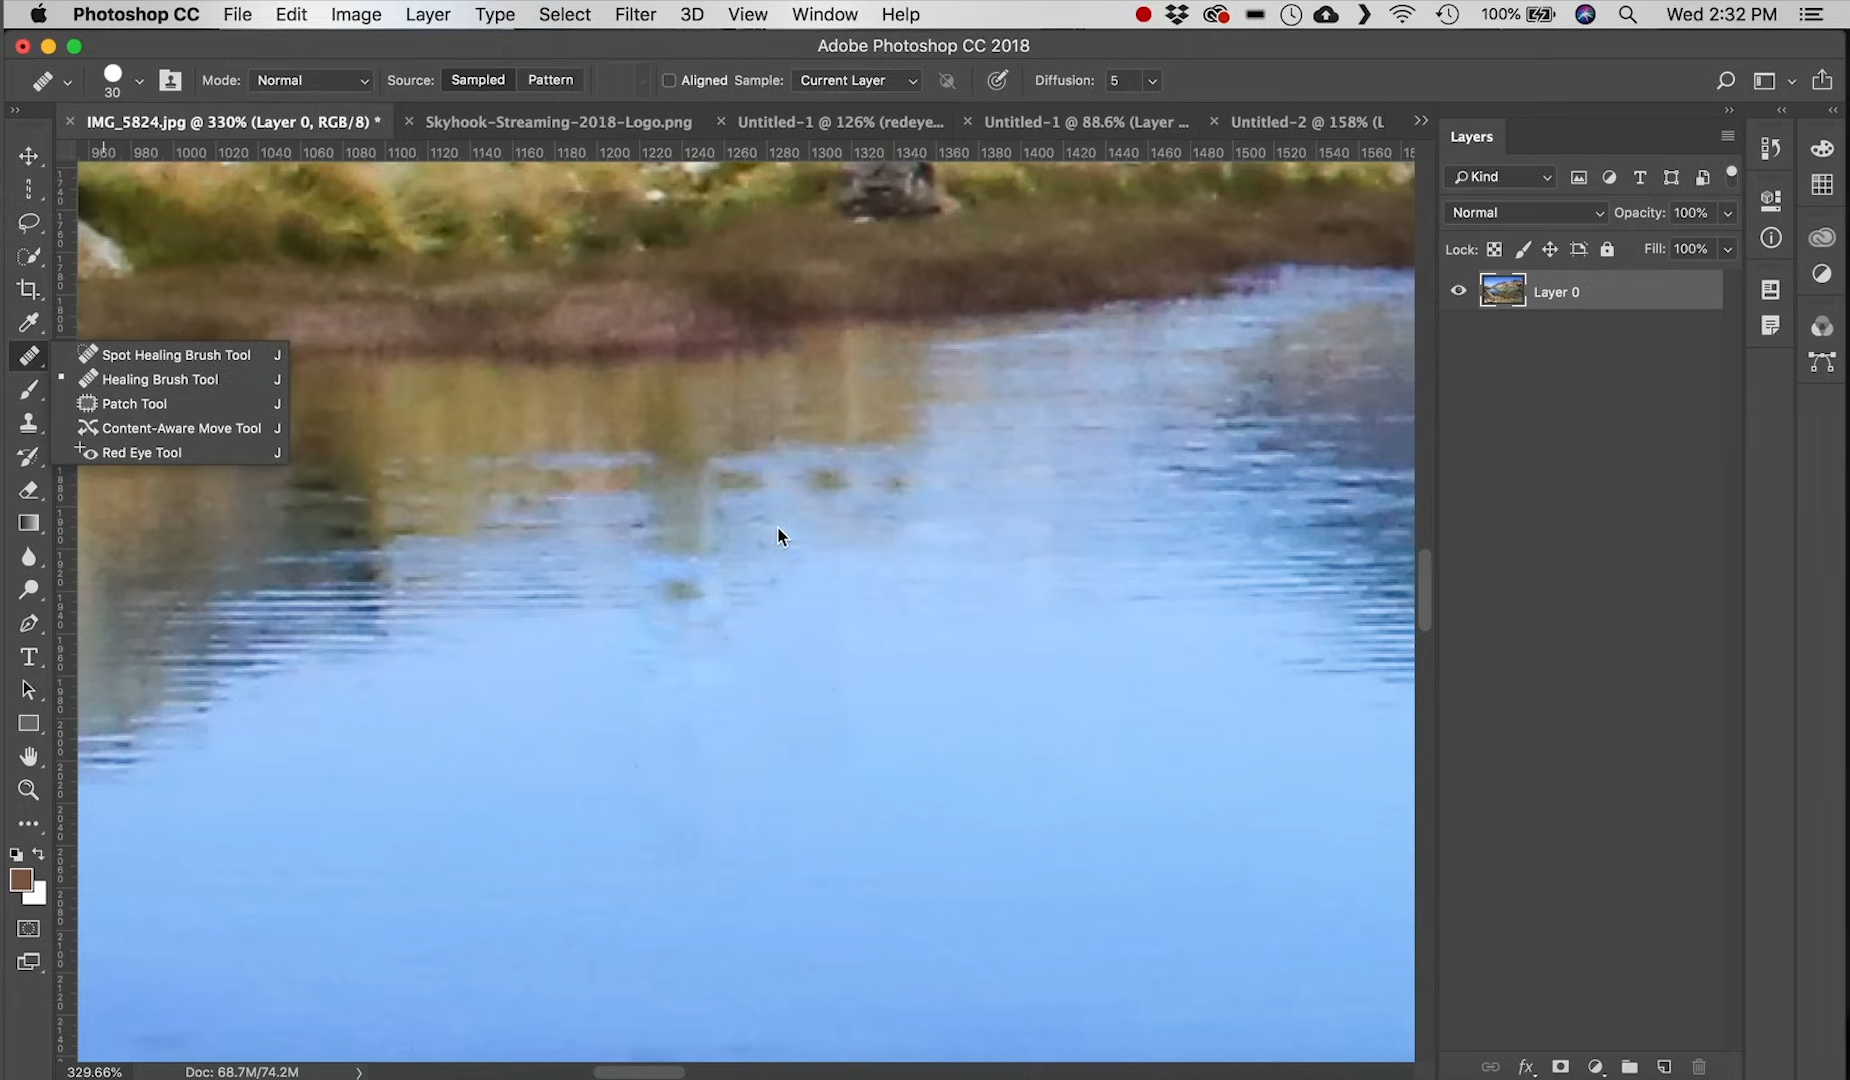 Photoshop CC File Edit Image Layer Type Select Filter 3D View Window Help 100% Wed 2:32 PM
Adobe Photoshop CC 2018
30 Mode: Normal Source: Sampled Pattern Aligned Sample: Current Layer Diffusion: 5
IMG_5824.jpg @ 330% (Layer 0, RGB/8) * Skyhook-Streaming-2018-Logo.png Untitled-1 @ 126% (redeye... Untitled-1 @ 88.6% (Layer ... Untitled-2 @ 158% (L
960 980 1000 1020 1040 1060 1080 1100 1120 1140 1160 1180 1200 1220 1240 1260 1280 1300 1320 1340 1360 1380 1400 1420 1440 1460 1480 1500 1520 1540 1560
Layers
Kind
Normal Opacity: 100%
Lock: Fill: 100%
Layer 0
Spot Healing Brush Tool J
Healing Brush Tool J
Patch Tool J
Content-Aware Move Tool J
Red Eye Tool J
329.66% Doc: 68.7M/74.2M